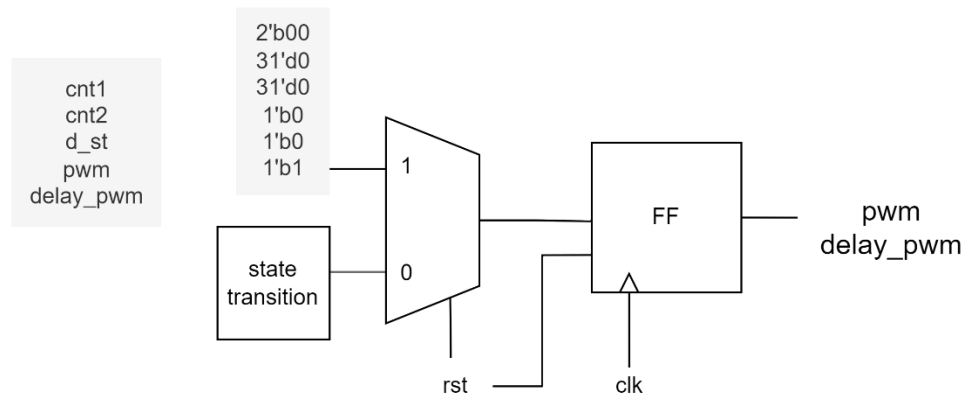 cnt1
cnt2
d_st
pwm
delay_pwm
2'b00
31'd0
31'd0
1'b0
1'b0
1'b1
1
0
state
transition
rst
FF
clk
pwm
delay_pwm